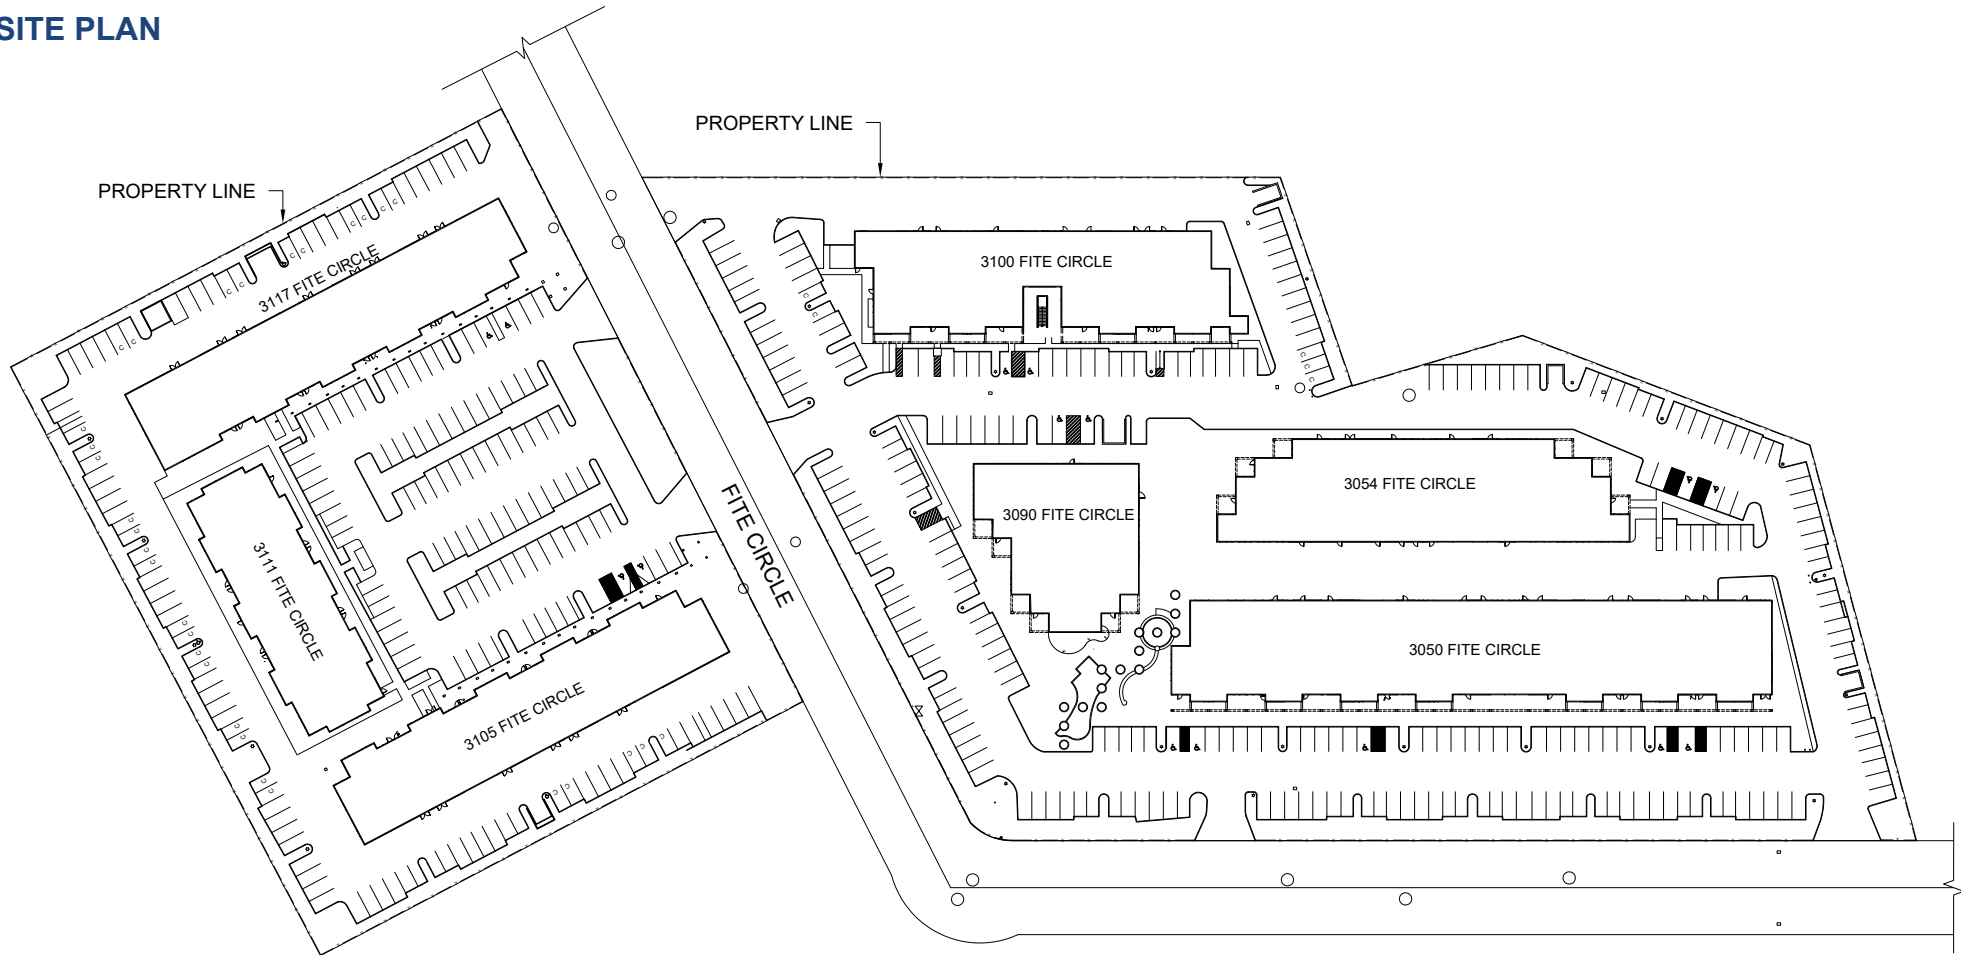 SITE PLAN
PROPERTY LINE
PROPERTY LINE
3117 FITE CIRCLE
3100 FITE CIRCLE
3054 FITE CIRCLE
3090 FITE CIRCLE
FITE CIRCLE
3111 FITE CIRCLE
3050 FITE CIRCLE
3105 FITE CIRCLE